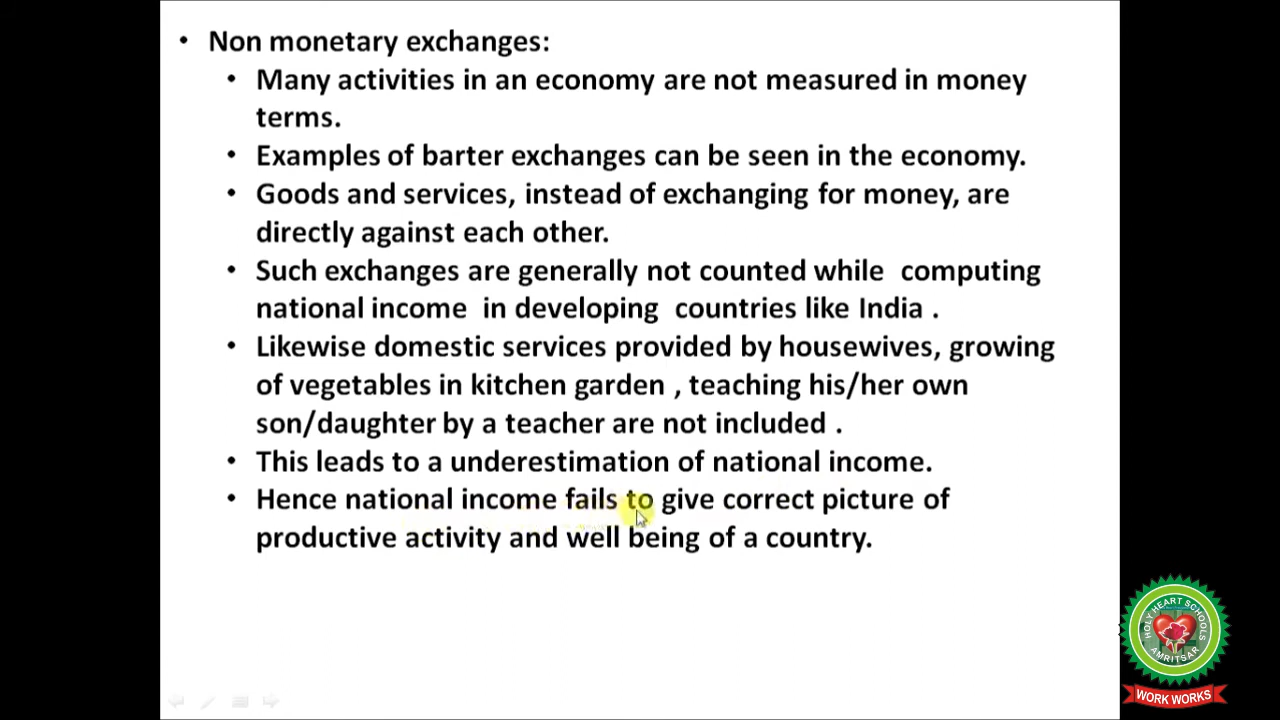 • Non monetary exchanges:
• Many activities in an economy are not measured in money
terms.
• Examples of barter exchanges can be seen in the economy.
• Goods and services, instead of exchanging for money, are
directly against each other.
• Such exchanges are generally not counted while computing
national income in developing countries like India .
• Likewise domestic services provided by housewives, growing
of vegetables in kitchen garden , teaching his/her own
son/daughter by a teacher are not included .
• This leads to a underestimation of national income.
• Hence national income fails to give correct picture of
productive activity and well being of a country.
HOLY HEART SCHOOLS
AMRITSAR
WORK WORKS